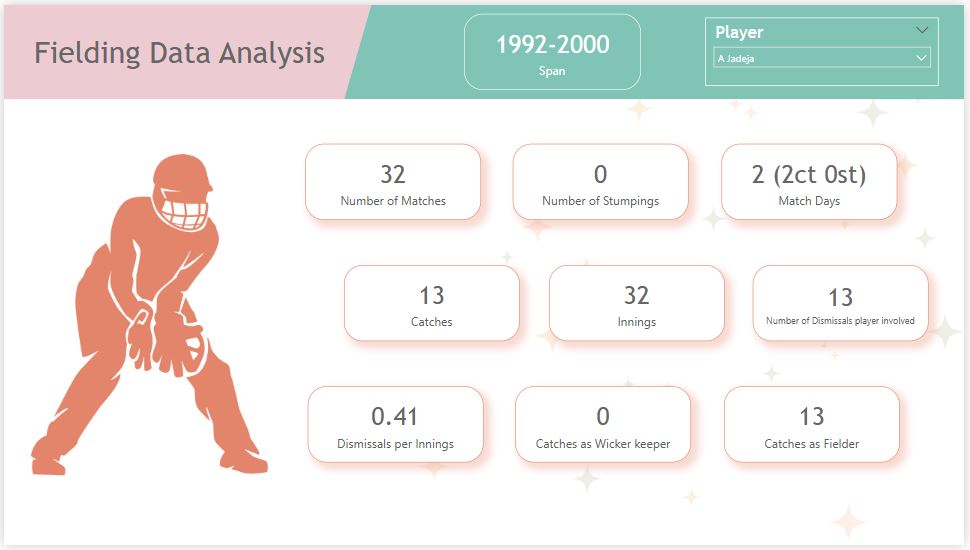 Fielding Data Analysis
1992-2000
Span
Player
A Jadeja
32
Number of Matches
0
Number of Stumpings
2 (2ct 0st)
Match Days
13
Catches
32
Innings
13
Number of Dismissals player involved
0.41
Dismissals per Innings
0
Catches as Wicker keeper
13
Catches as Fielder